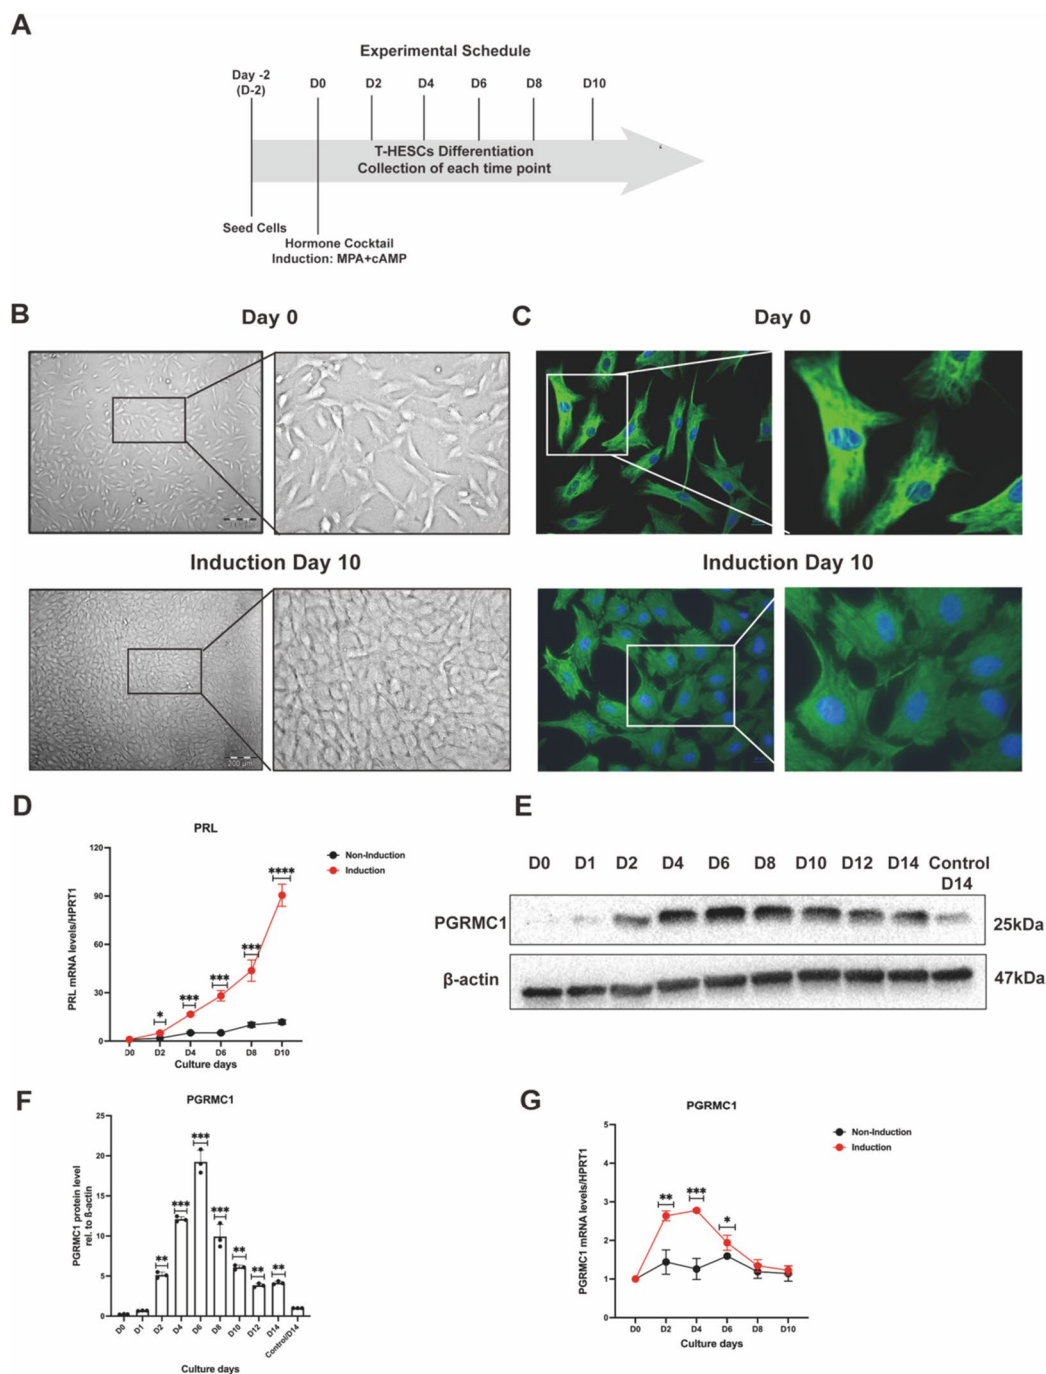 A
Experimental Schedule
Day -2
(D-2)
D0
D2
D4
D6
D8
D10
T-HESCs Differentiation
Collection of each time point
Seed Cells
Hormone Cocktail
Induction: MPA+cAMP
B
Day 0
Induction Day 10
200 µm
C
Day 0
Induction Day 10
D
PRL
PRL mRNA levels/HPRT1
120
90
60
30
0
*
***
***
***
****
D0
D2
D4
D6
D8
D10
Culture days
Non-Induction
Induction
E
D0 D1 D2 D4 D6 D8 D10 D12 D14 Control
D14
PGRMC1
25kDa
β-actin
47kDa
F
PGRMC1
PGRMC1 protein level
rel. to ß-actin
25
20
15
10
5
0
**
***
***
***
**
**
**
D0
D1
D2
D4
D6
D8
D10
D12
D14
Control/D14
Culture days
G
PGRMC1
PGRMC1 mRNA levels/HPRT1
5
4
3
2
1
0
**
***
*
D0
D2
D4
D6
D8
D10
Culture days
Non-Induction
Induction